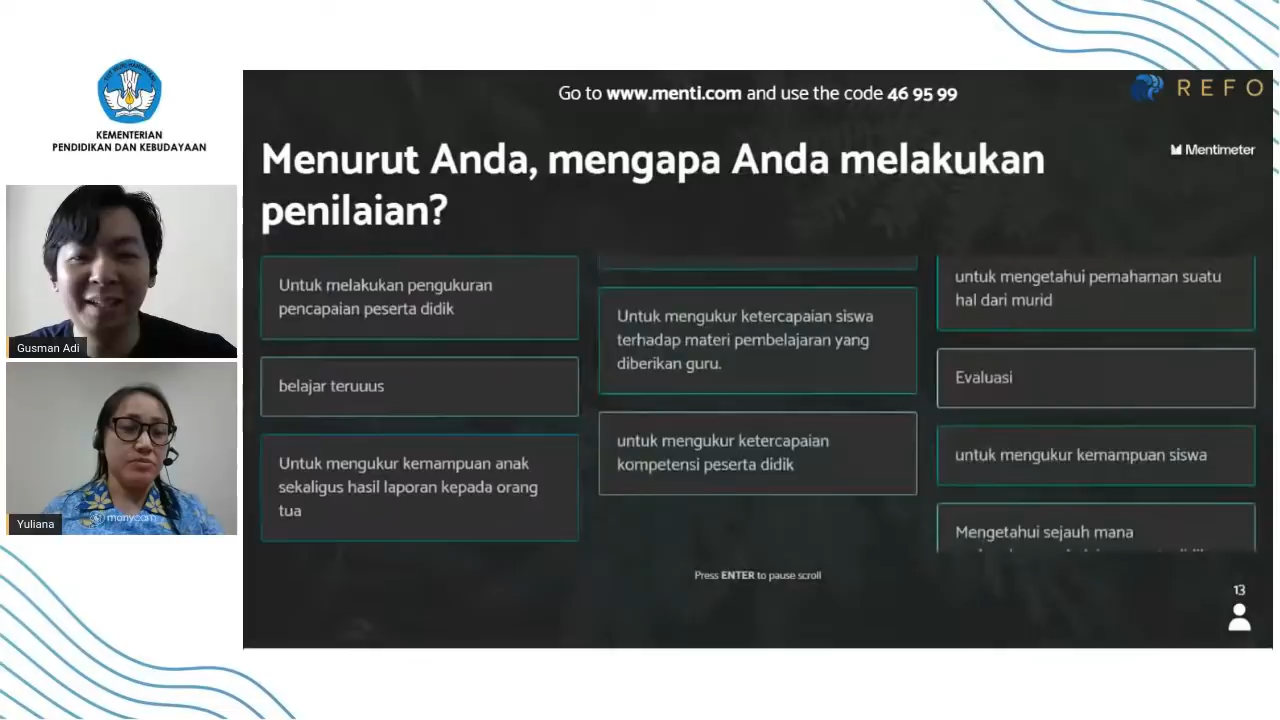 TUT WURI HANDAYANI
KEMENTERIAN
PENDIDIKAN DAN KEBUDAYAAN
Gusman Adi
Yuliana
manycam
Go to www.menti.com and use the code 46 95 99
REFO
Mentimeter
Menurut Anda, mengapa Anda melakukan
penilaian?
Untuk melakukan pengukuran
pencapaian peserta didik
belajar teruuus
Untuk mengukur kemampuan anak
sekaligus hasil laporan kepada orang
tua
Untuk mengukur ketercapaian siswa
terhadap materi pembelajaran yang
diberikan guru.
untuk mengukur ketercapaian
kompetensi peserta didik
untuk mengetahui pemahaman suatu
hal dari murid
Evaluasi
untuk mengukur kemampuan siswa
Mengetahui sejauh mana
Press ENTER to pause scroll
13